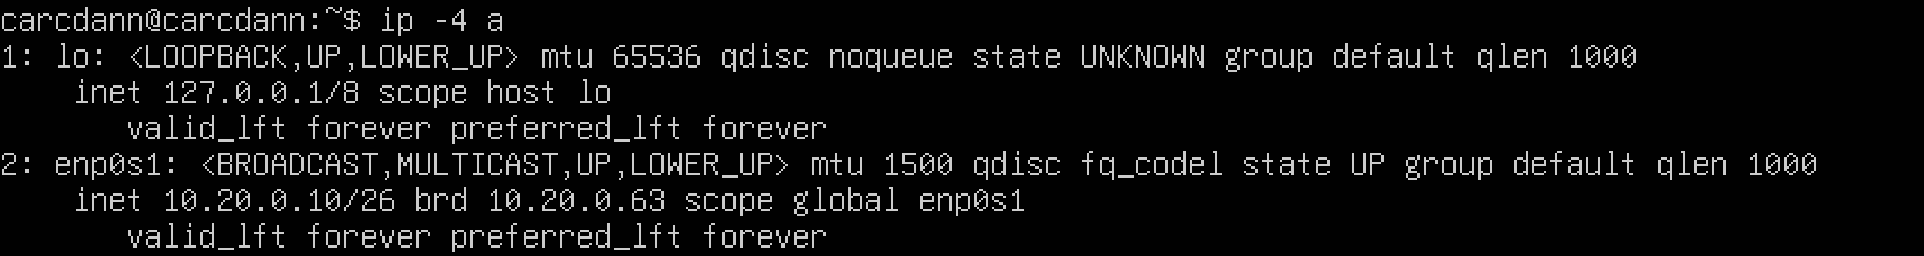 carcdann@carcdann:~$ ip -4 a
1: lo: <LOOPBACK,UP,LOWER_UP> mtu 65536 qdisc noqueue state UNKNOWN group default qlen 1000
    inet 127.0.0.1/8 scope host lo
       valid_lft forever preferred_lft forever
2: enp0s1: <BROADCAST,MULTICAST,UP,LOWER_UP> mtu 1500 qdisc fq_codel state UP group default qlen 1000
    inet 10.20.0.10/26 brd 10.20.0.63 scope global enp0s1
       valid_lft forever preferred_lft forever